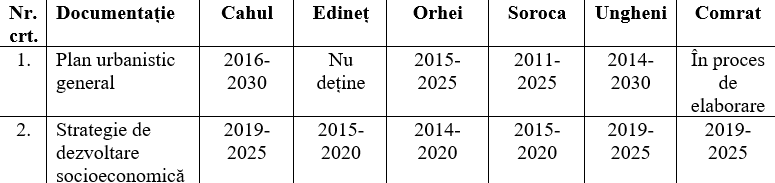 Nr. Documentație Cahul Edineț Orhei Soroca Ungheni Comrat
crt.
1. Plan urbanistic 2016- Nu 2015- 2011- 2014- În proces
general 2030 deține 2025 2025 2030 de
elaborare
2. Strategie de 2019- 2015- 2014- 2015- 2019- 2019-
dezvoltare 2025 2020 2020 2020 2025 2025
socioeconomică